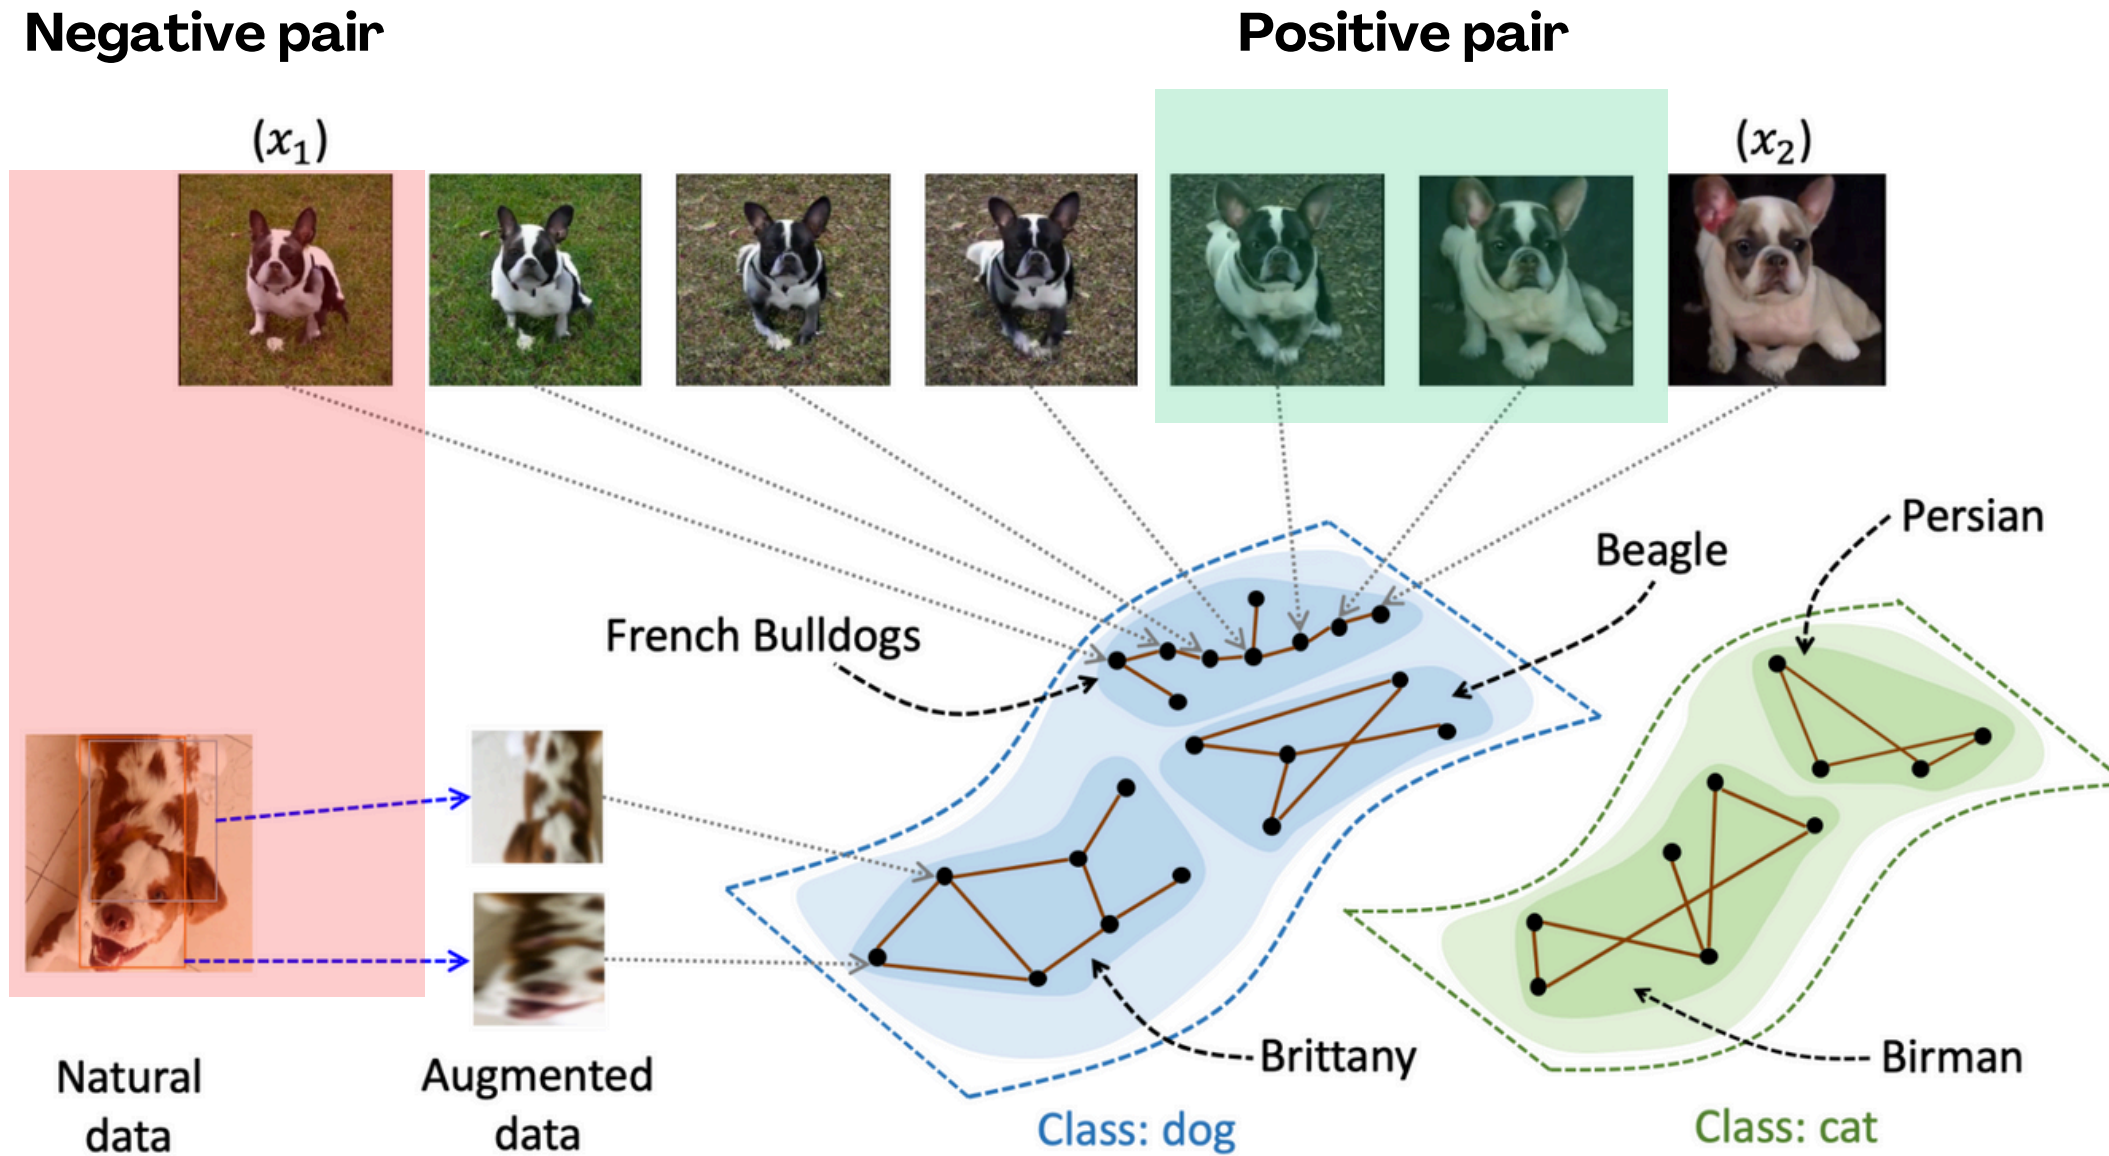 Negative pair
Positive pair
(x₁)
(x₂)
Persian
Beagle
French Bulldogs
Brittany
Birman
Natural
data
Augmented
data
Class: dog
Class: cat